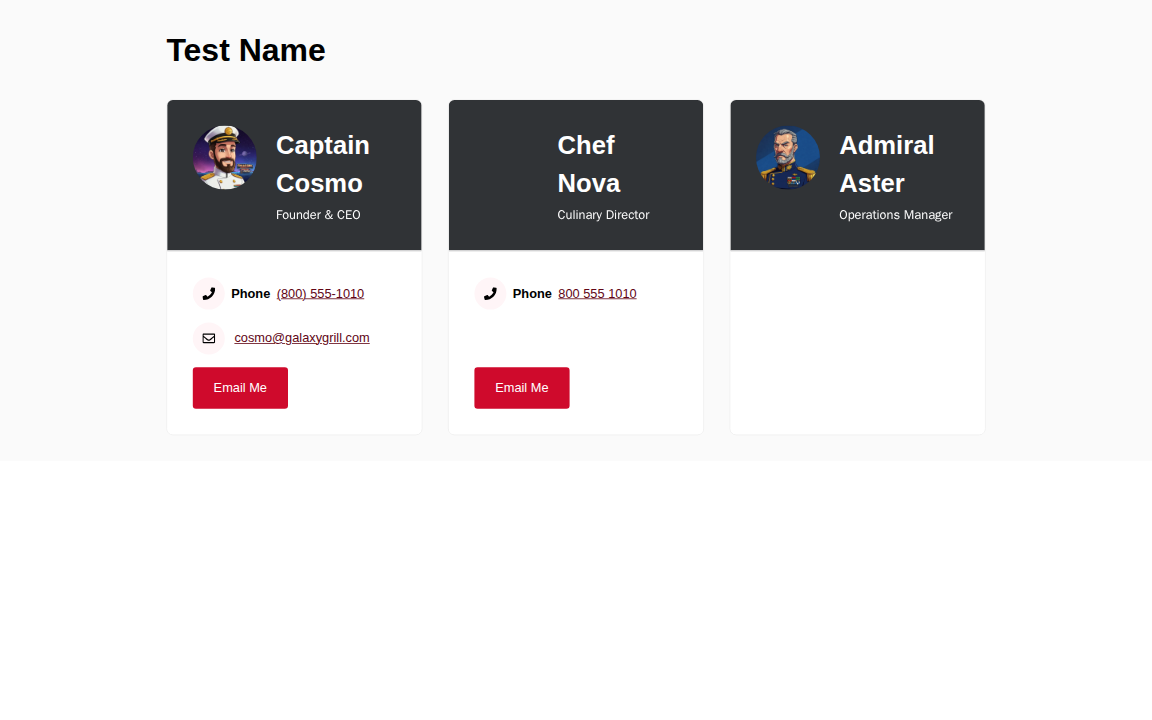 Test Name
Captain
Cosmo
Founder & CEO
Phone (800) 555-1010
cosmo@galaxygrill.com
Email Me
Chef
Nova
Culinary Director
Phone 800 555 1010
Email Me
Admiral
Aster
Operations Manager